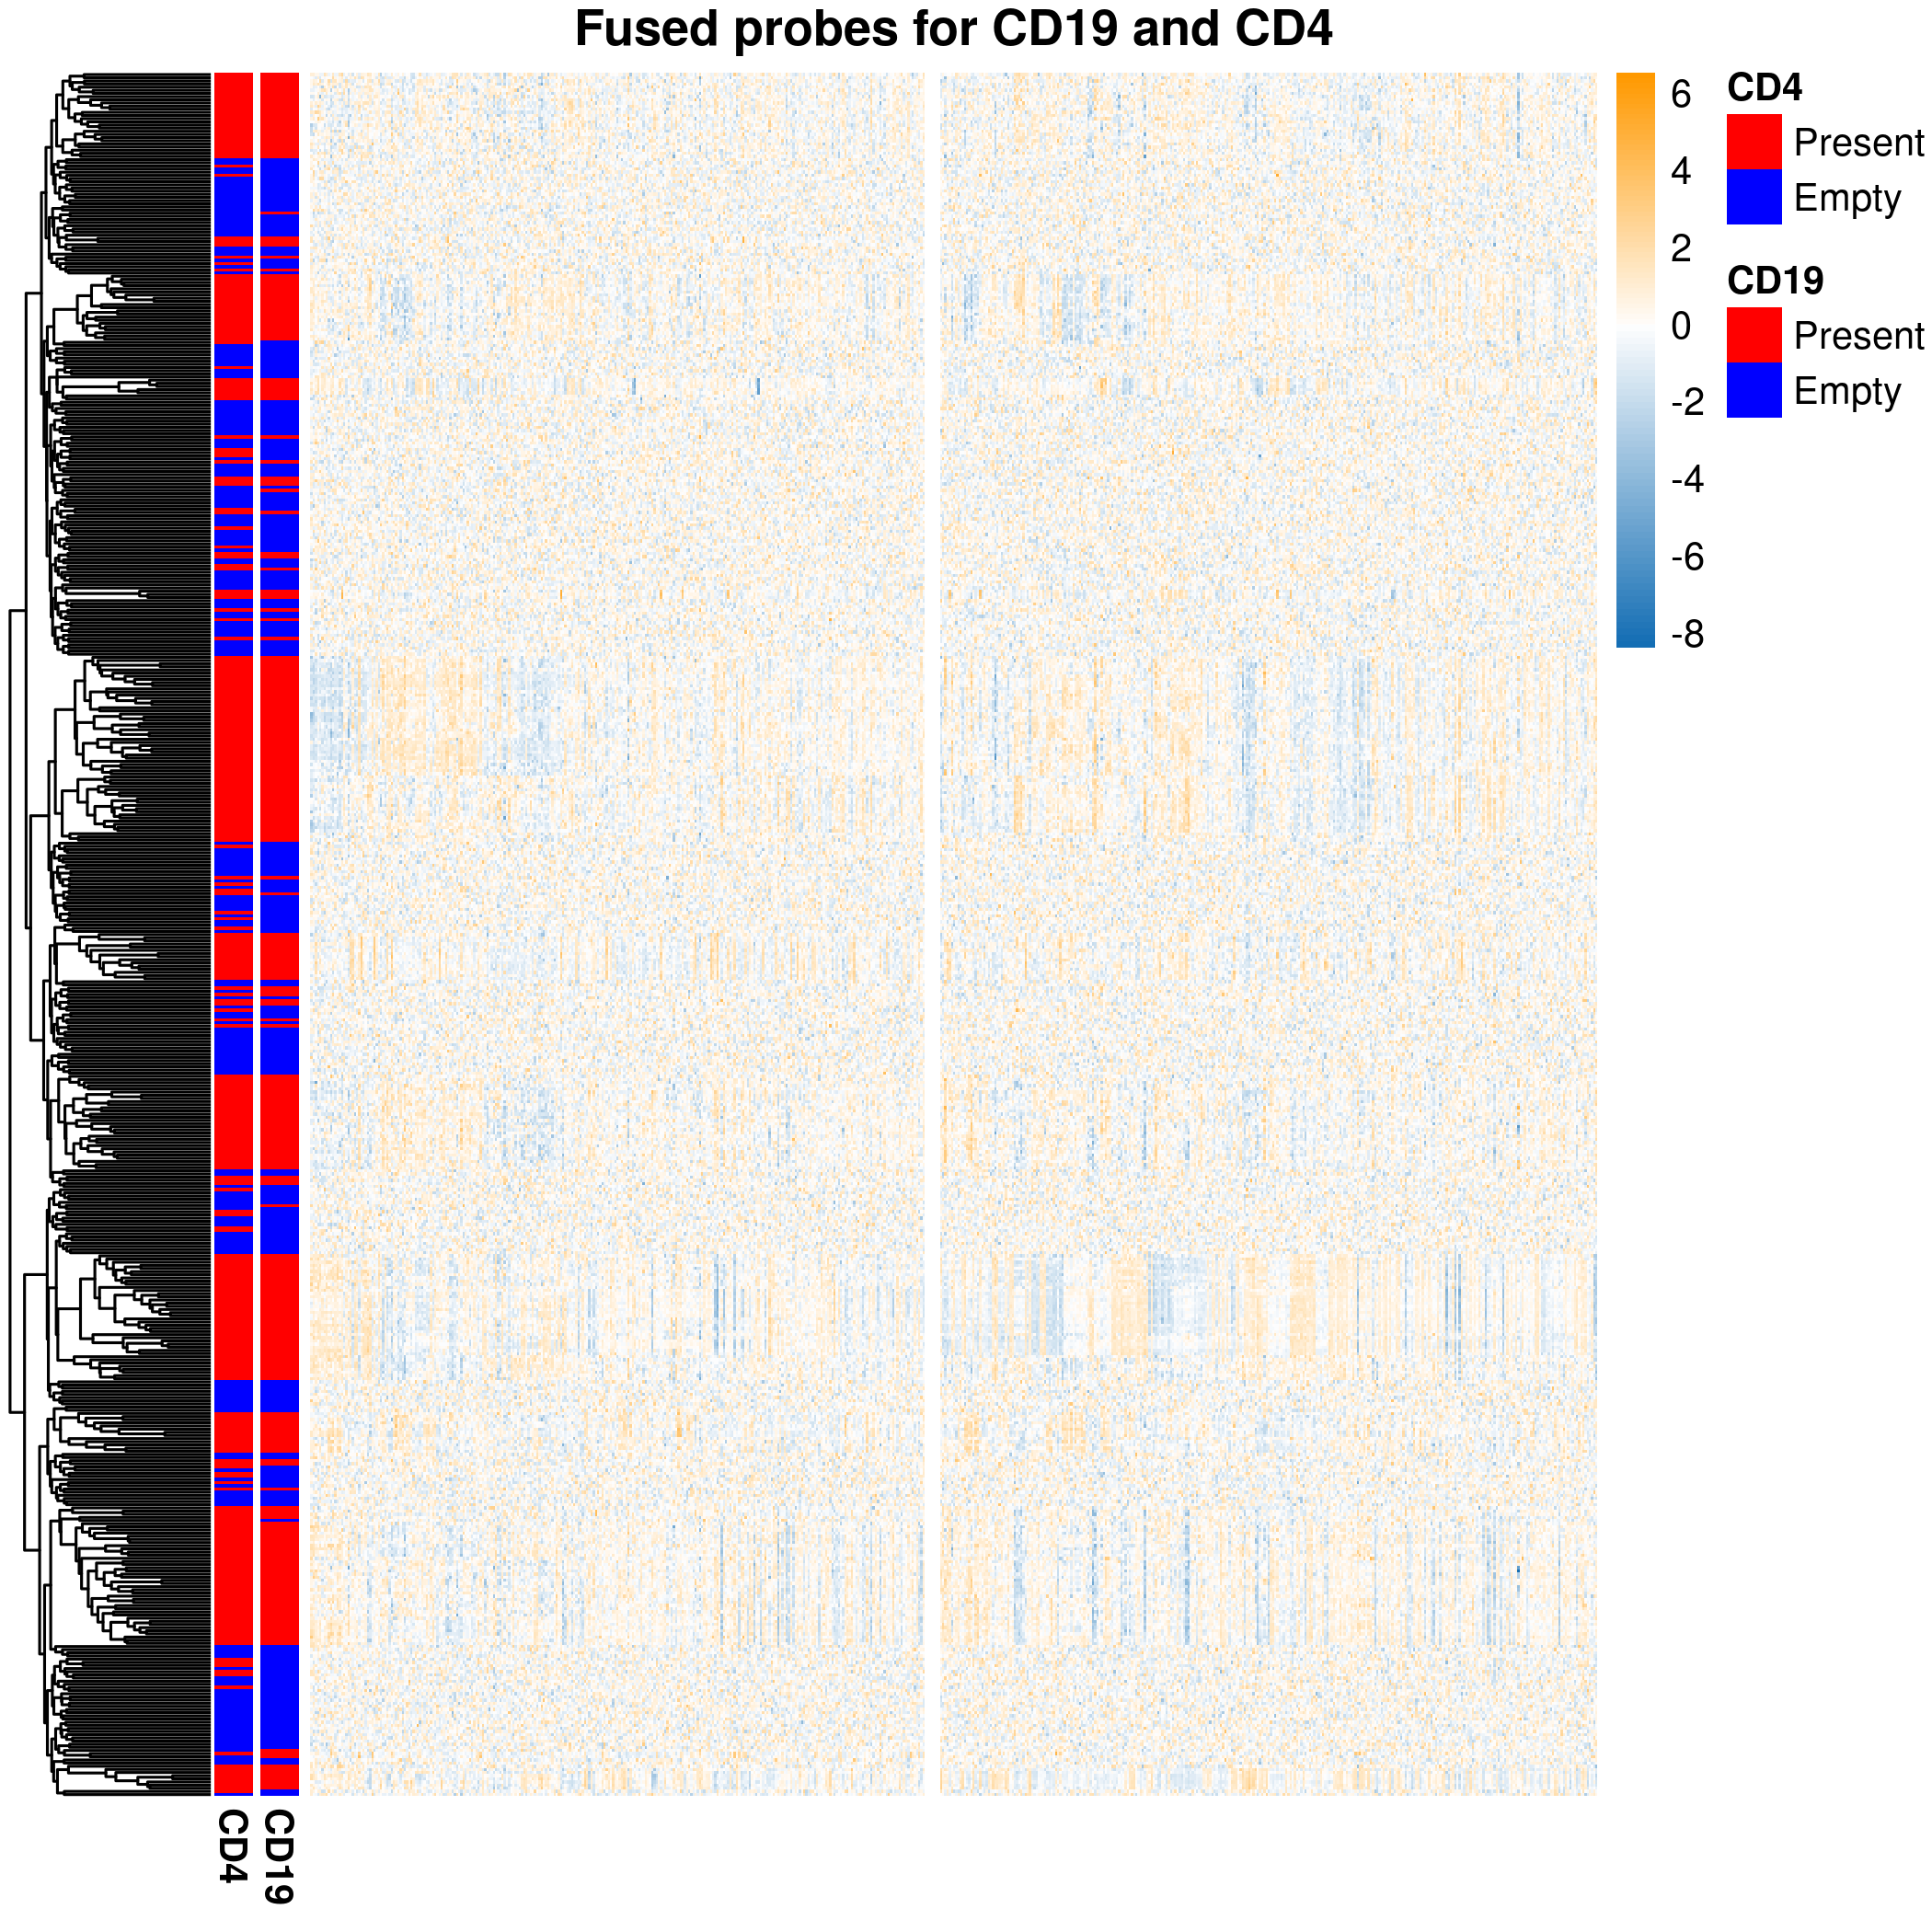 Fused probes for CD19 and CD4
6
4
2
0
-2
-4
-6
-8
CD4
Present
Empty
CD19
Present
Empty
CD4
CD19